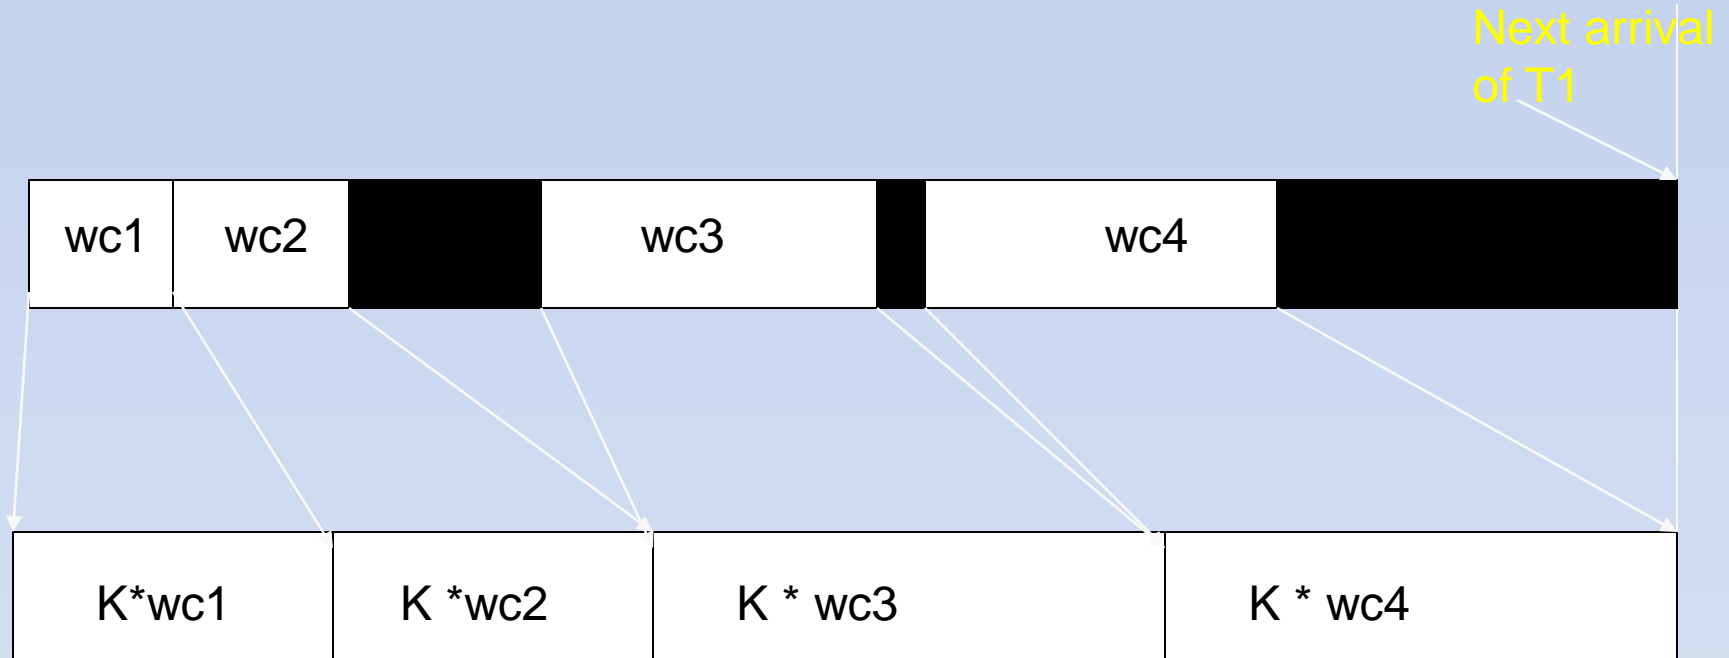 Next arrival
of T1
wc1 wc2 wc3 wc4
K*wc1 K *wc2 K * wc3 K * wc4